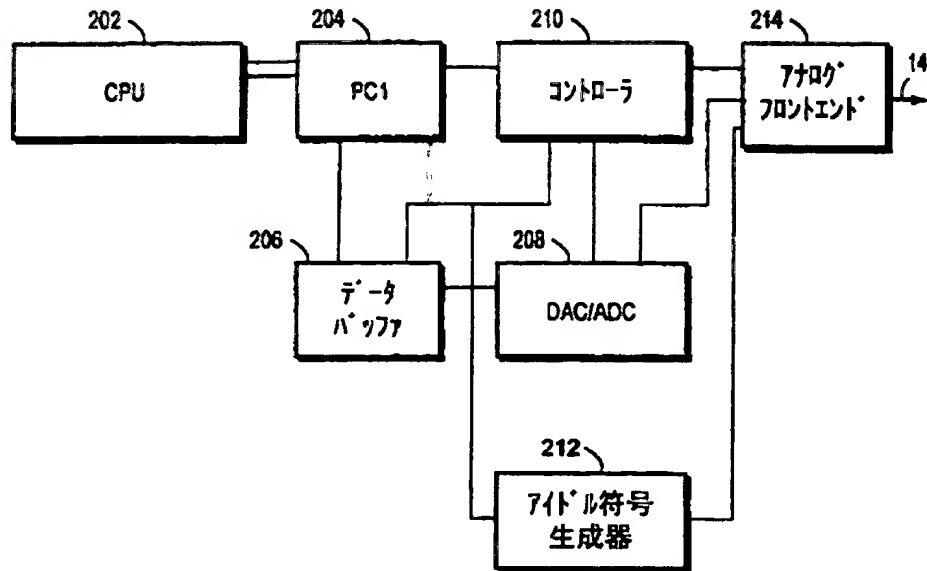 202
204
210
214
CPU
PC1
コントローラ
アナログ
フロントエンド
14
206
208
データ
バッファ
DAC/ADC
212
アイドル符号
生成器